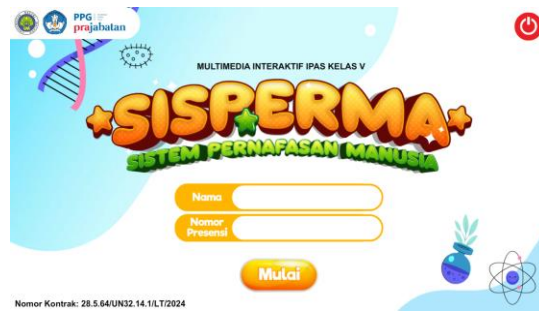 PPG
prajabatan
MULTIMEDIA INTERAKTIF IPAS KELAS V
SISPERMA
SISTEM PERNAFASAN MANUSIA
Nama
Nomor
Presensi
Mulai
Nomor Kontrak: 28.5.64/UN32.14.1/LT/2024